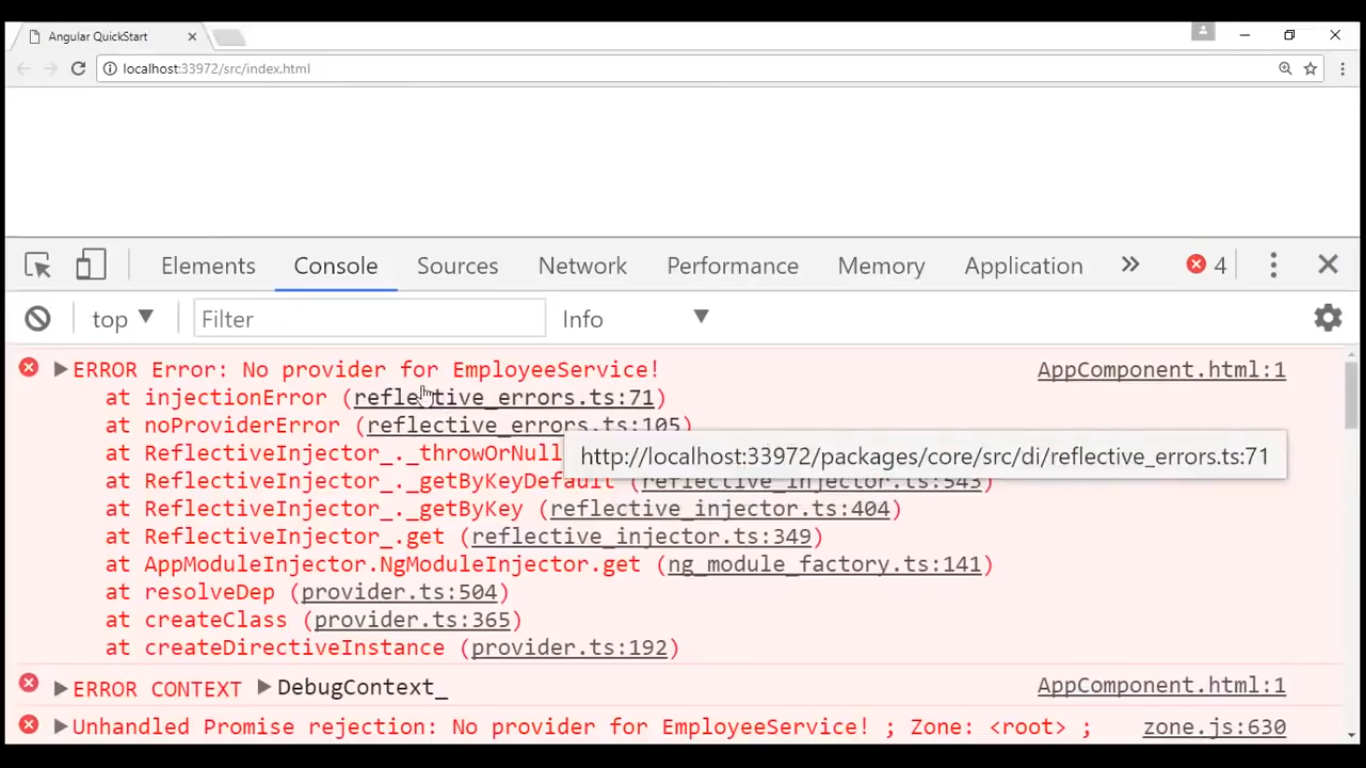 Angular QuickStart
localhost:33972/src/index.html
Elements Console Sources Network Performance Memory Application 4
top Filter Info
ERROR Error: No provider for EmployeeService! AppComponent.html:1
at injectionError (reflective_errors.ts:71)
at noProviderError (reflective_errors.ts:105)
at ReflectiveInjector_._throwOrNull
http://localhost:33972/packages/core/src/di/reflective_errors.ts:71
at ReflectiveInjector_._getByKeyDefault (reflective_injector.ts:543)
at ReflectiveInjector_._getByKey (reflective_injector.ts:404)
at ReflectiveInjector_.get (reflective_injector.ts:349)
at AppModuleInjector.NgModuleInjector.get (ng_module_factory.ts:141)
at resolveDep (provider.ts:504)
at createClass (provider.ts:365)
at createDirectiveInstance (provider.ts:192)
ERROR CONTEXT DebugContext_ AppComponent.html:1
Unhandled Promise rejection: No provider for EmployeeService! ; Zone: <root> ; zone.js:630